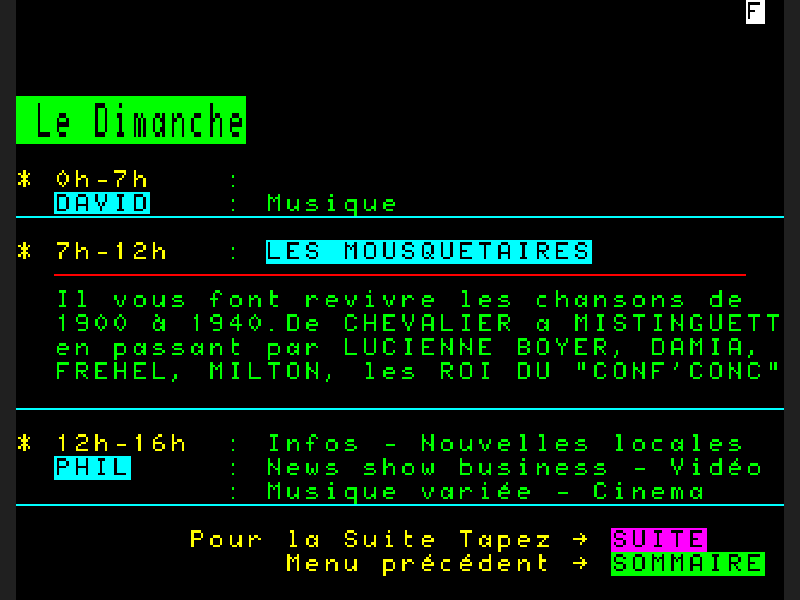 F
Le Dimanche
* 0h-7h :
DAVID : Musique
* 7h-12h : LES MOUSQUETAIRES
Il vous font revivre les chansons de
1900 à 1940.De CHEVALIER a MISTINGUETT
en passant par LUCIENNE BOYER, DAMIA,
FREHEL, MILTON, les ROI DU "CONF'CONC"
* 12h-16h : Infos - Nouvelles locales
PHIL : News show business - Vidéo
: Musique variée - Cinema
Pour la Suite Tapez → SUITE
Menu précédent → SOMMAIRE